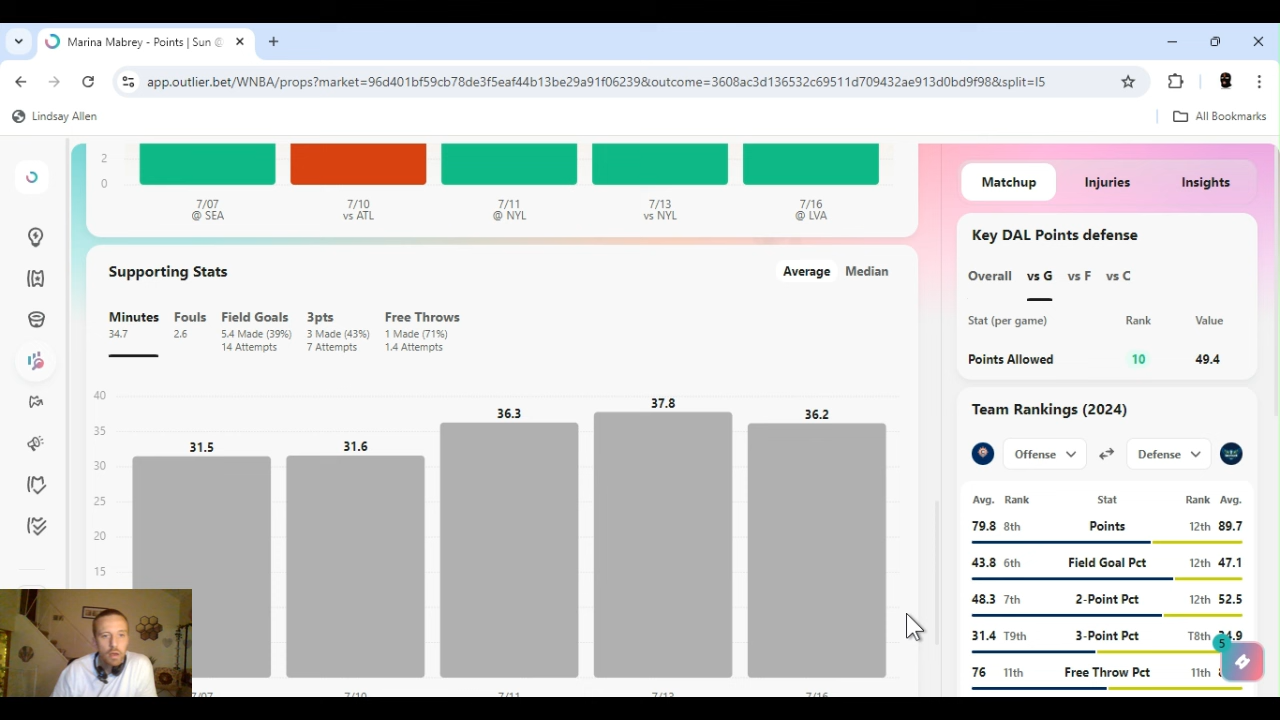 Marina Mabrey - Points | Sun @
app.outlier.bet/WNBA/props?market=96d401bf59cb78de3f5eaf44b13be29a91f06239&outcome=3608ac3d136532c69511d709432ae913d0bd9f98&split=l5
Lindsay Allen
All Bookmarks
2
0
7/07 7/10 7/11 7/13 7/16
@ SEA vs ATL @ NYL vs NYL @ LVA
Supporting Stats
Average Median
Minutes Fouls Field Goals 3pts Free Throws
34.7 2.6 5.4 Made (39%) 3 Made (43%) 1 Made (71%)
14 Attempts 7 Attempts 1.4 Attempts
40
35
30
25
20
15
31.5 31.6 36.3 37.8 36.2
Matchup Injuries Insights
Key DAL Points defense
Overall vs G vs F vs C
Stat (per game) Rank Value
Points Allowed 10 49.4
Team Rankings (2024)
Offense Defense
Avg. Rank Stat Rank Avg.
79.8 8th Points 12th 89.7
43.8 6th Field Goal Pct 12th 47.1
48.3 7th 2-Point Pct 12th 52.5
31.4 T9th 3-Point Pct T8th
5
76 11th Free Throw Pct 11th